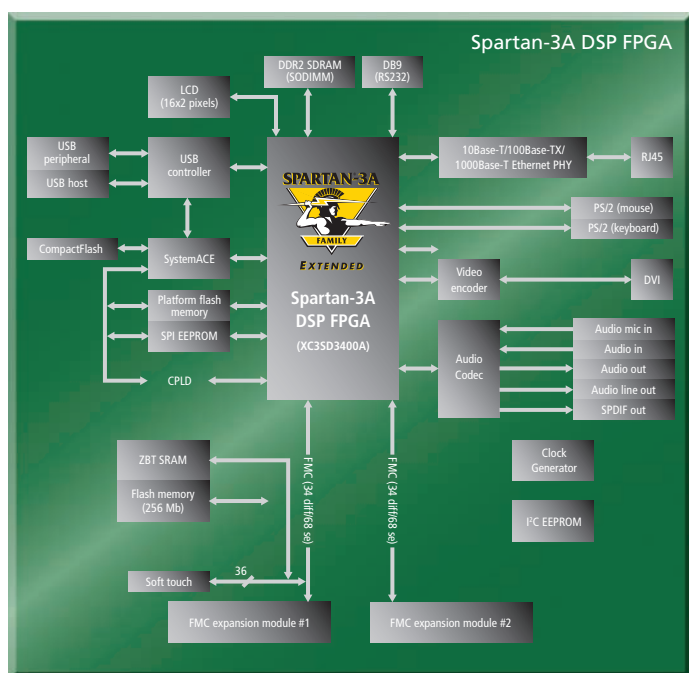 Spartan-3A DSP FPGA
DDR2 SDRAM
(SODIMM)
DB9
(RS232)
LCD
(16x2 pixels)
USB
peripheral
USB host
USB
controller
10Base-T/100Base-TX/
1000Base-T Ethernet PHY
RJ45
SPARTAN-3A
FAMILY
EXTENDED
Spartan-3A
DSP FPGA
(XC3SD3400A)
PS/2 (mouse)
PS/2 (keyboard)
CompactFlash
SystemACE
Video
encoder
DVI
Platform flash
memory
SPI EEPROM
CPLD
Audio
Codec
Audio mic in
Audio in
Audio out
Audio line out
SPDIF out
ZBT SRAM
Flash memory
(256 Mb)
FMC (34 diff/68 se)
FMC (34 diff/68 se)
Clock
Generator
I²C EEPROM
Soft touch
36
FMC expansion module #1
FMC expansion module #2